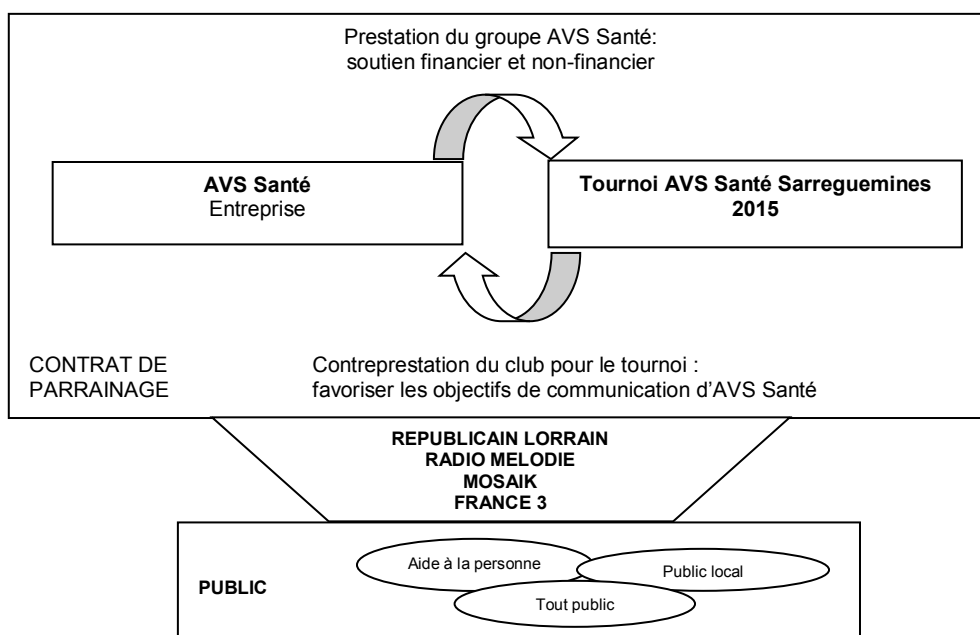 Prestation du groupe AVS Santé:
soutien financier et non-financier
AVS Santé
Entreprise
Tournoi AVS Santé Sarreguemines
2015
CONTRAT DE
PARRAINAGE
Contreprestation du club pour le tournoi :
favoriser les objectifs de communication d’AVS Santé
REPUBLICAIN LORRAIN
RADIO MELODIE
MOSAIK
FRANCE 3
PUBLIC
Aide à la personne
Public local
Tout public